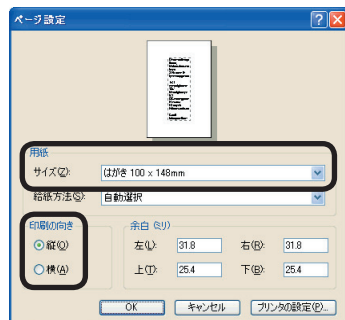 ページ設定
用紙
サイズ(Z): はがき 100 x 148mm
給紙方法(S): 自動選択
印刷の向き
縦(O)
横(A)
余白 (ミリ)
左(L): 31.8 右(R): 31.8
上(T): 25.4 下(B): 25.4
OK キャンセル プリンタの設定(P)...